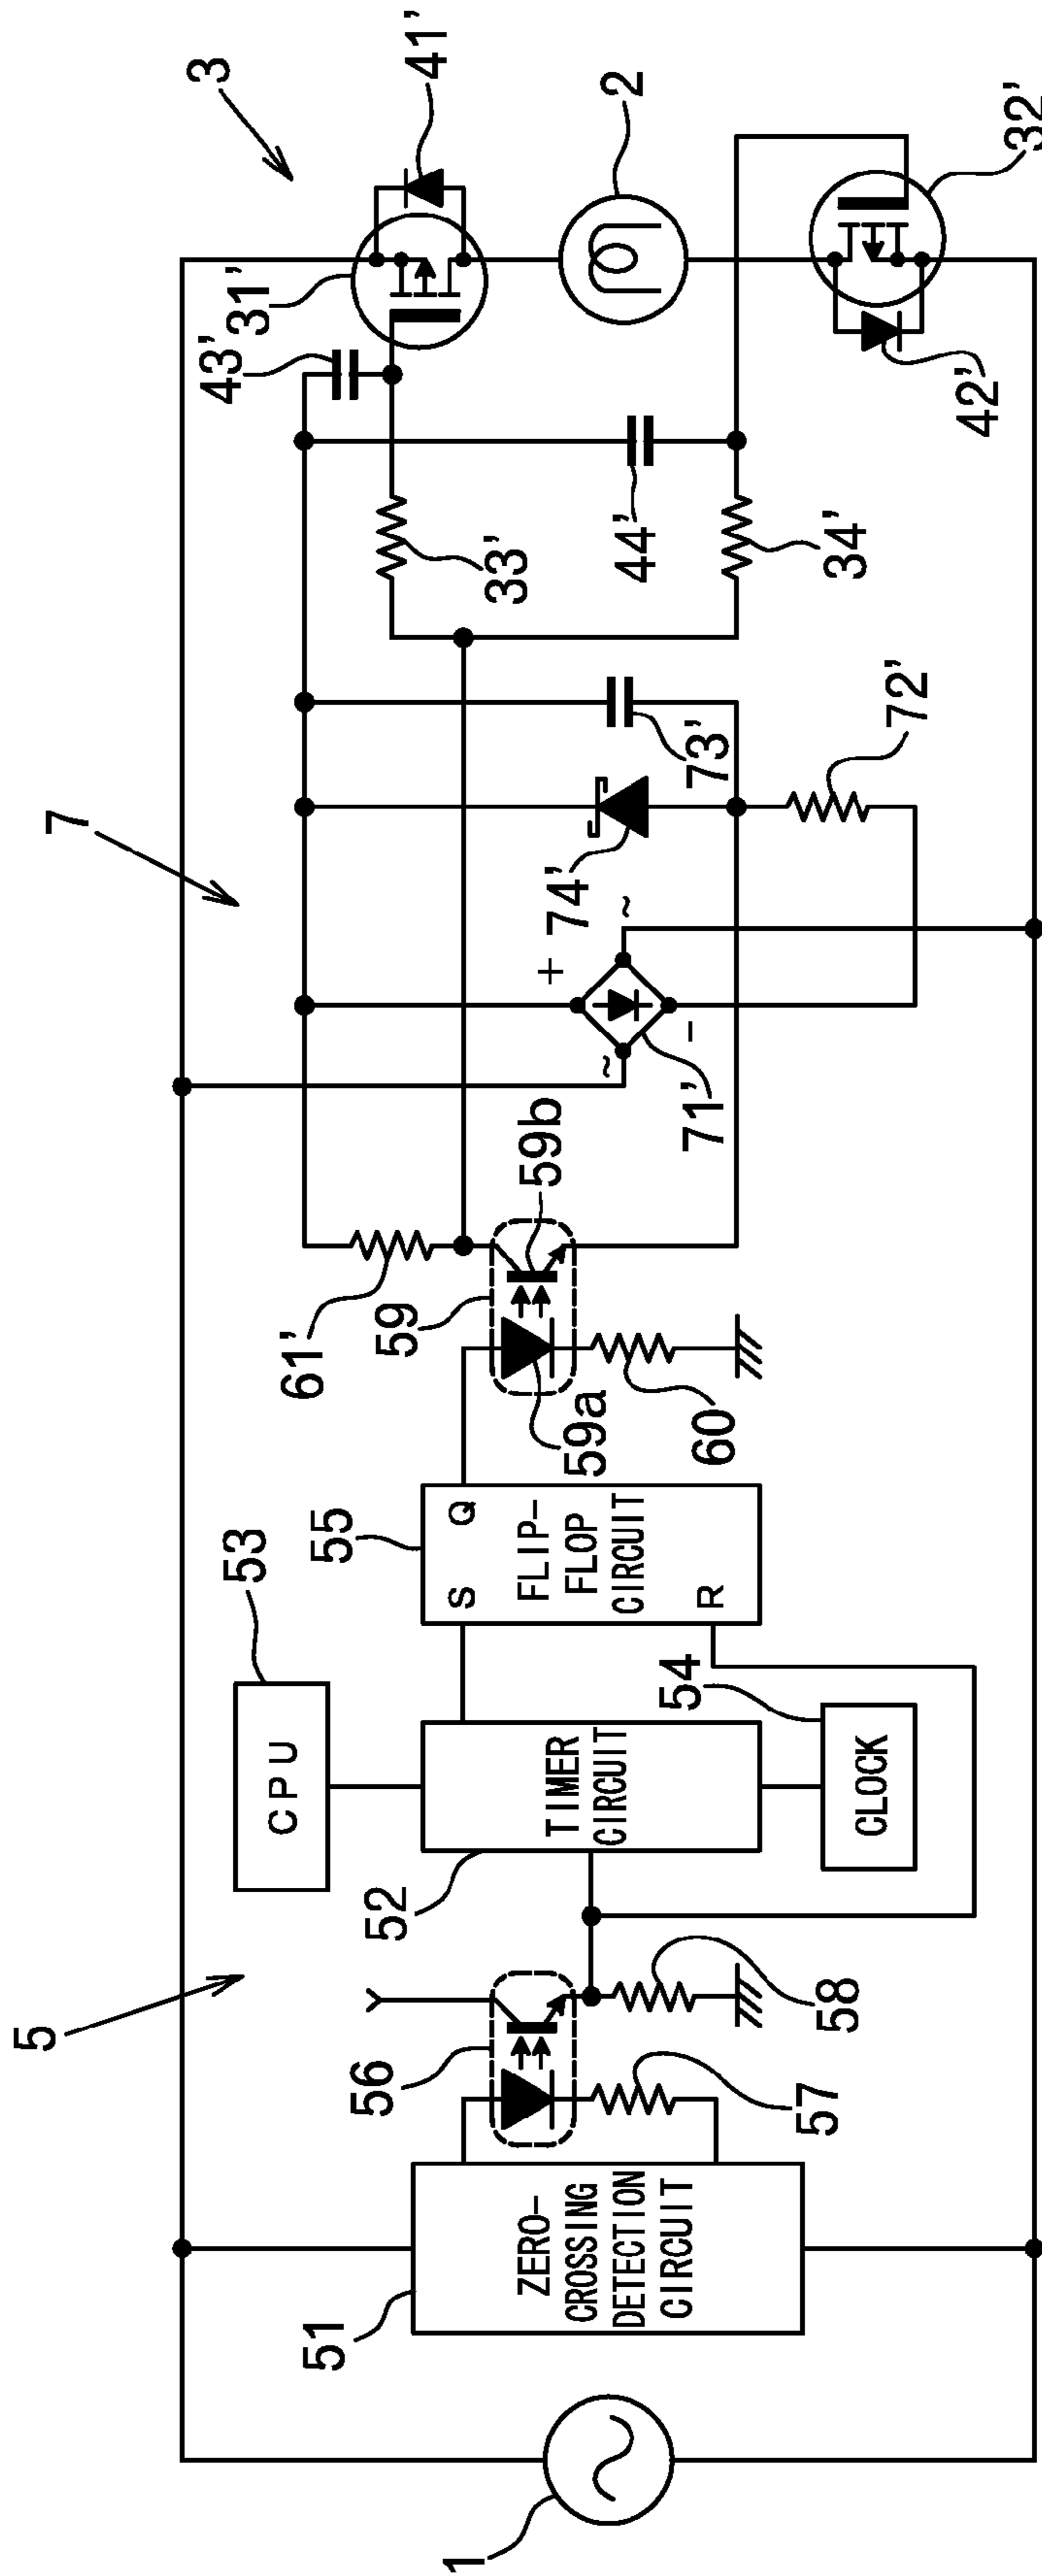 5
7
3
53
CPU
41'
43'
31'
61'
55
51
56
52
59
59b
2
S
Q
ZERO-
CROSSING
DETECTION
CIRCUIT
TIMER
CIRCUIT
FLIP-
FLOP
CIRCUIT
R
+
74'
~
~
-
33'
44'
1
57
58
54
CLOCK
59a
60
71'
73'
72'
34'
42'
32'